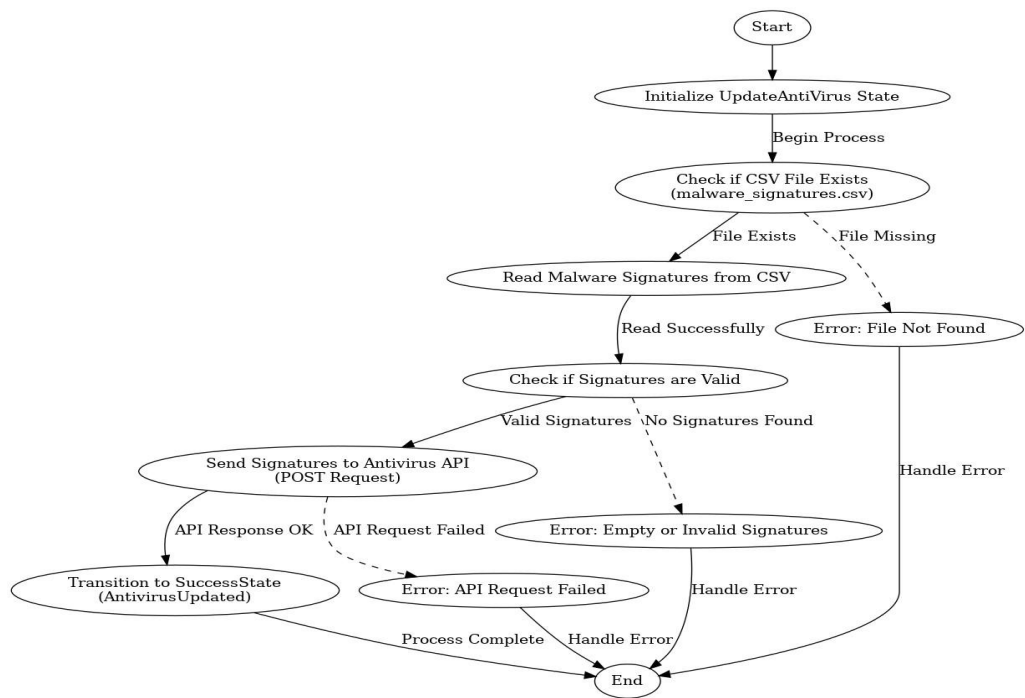 Start
Initialize UpdateAntiVirus State
Begin Process
Check if CSV File Exists
(malware_signatures.csv)
File Exists
File Missing
Read Malware Signatures from CSV
Read Successfully
Error: File Not Found
Check if Signatures are Valid
Valid Signatures
No Signatures Found
Send Signatures to Antivirus API
(POST Request)
Handle Error
API Response OK
API Request Failed
Error: Empty or Invalid Signatures
Transition to SuccessState
(AntivirusUpdated)
Error: API Request Failed
Handle Error
Process Complete
Handle Error
End